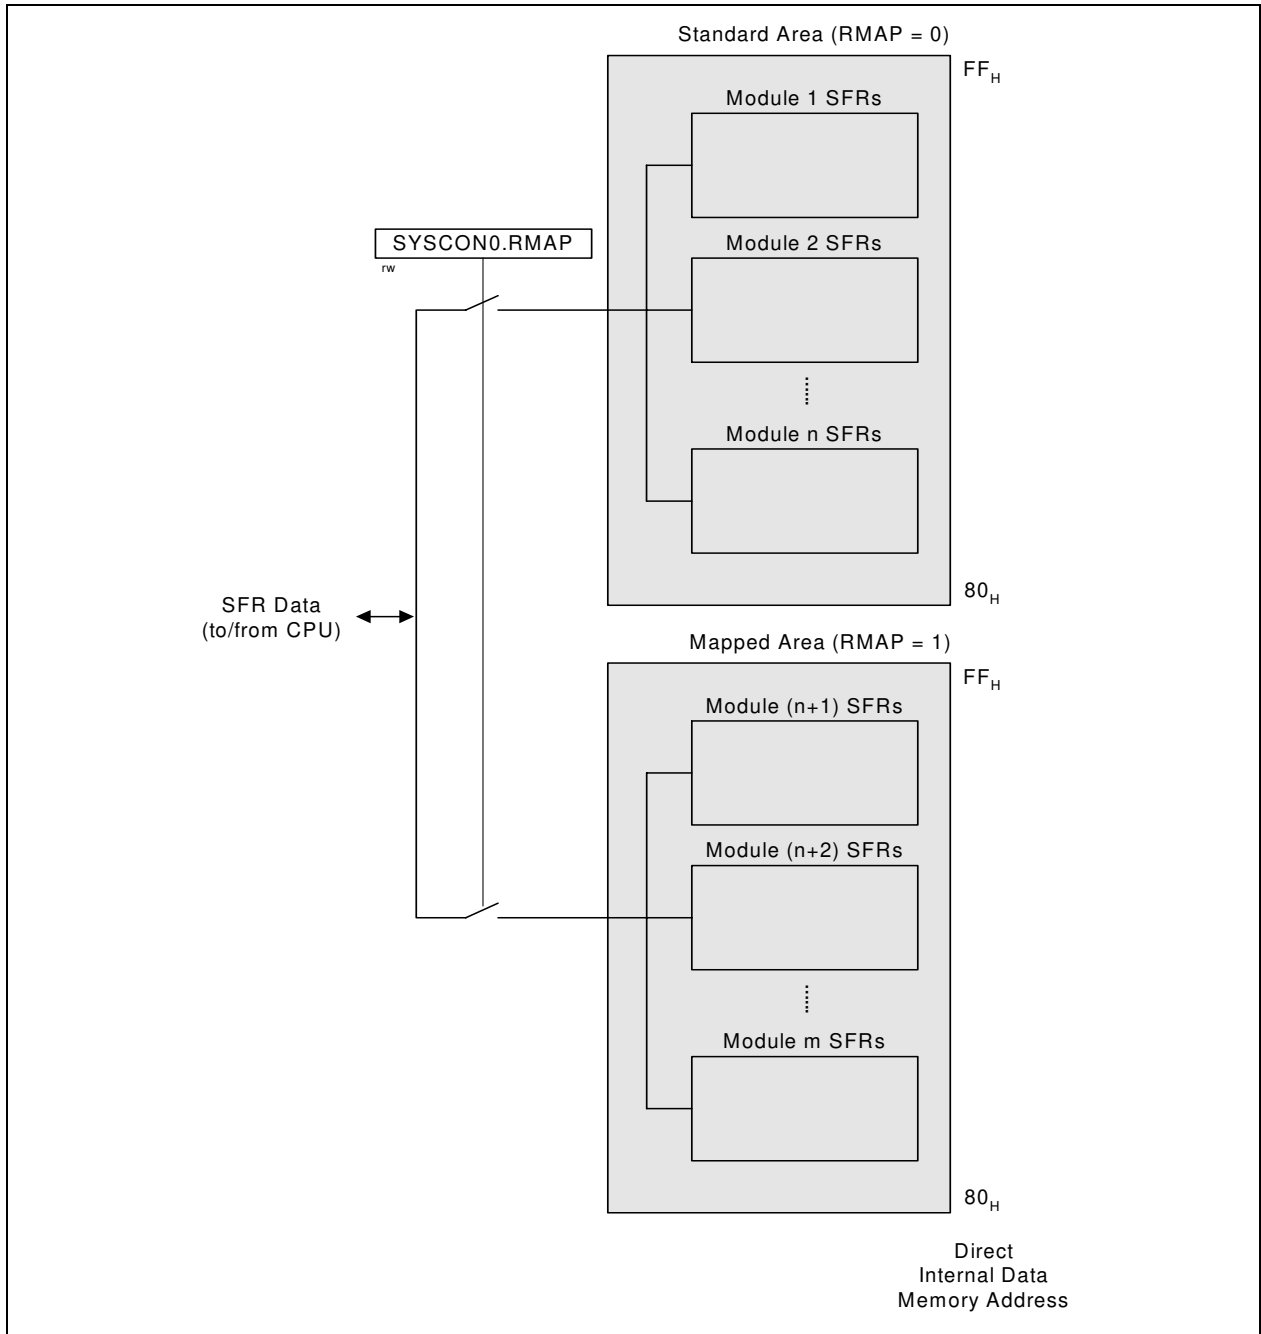 Standard Area (RMAP = 0)
FFH
Module 1 SFRs
SYSCON0.RMAP
rw
Module 2 SFRs
Module n SFRs
80H
SFR Data
(to/from CPU)
Mapped Area (RMAP = 1)
FFH
Module (n+1) SFRs
Module (n+2) SFRs
Module m SFRs
80H
Direct
Internal Data
Memory Address